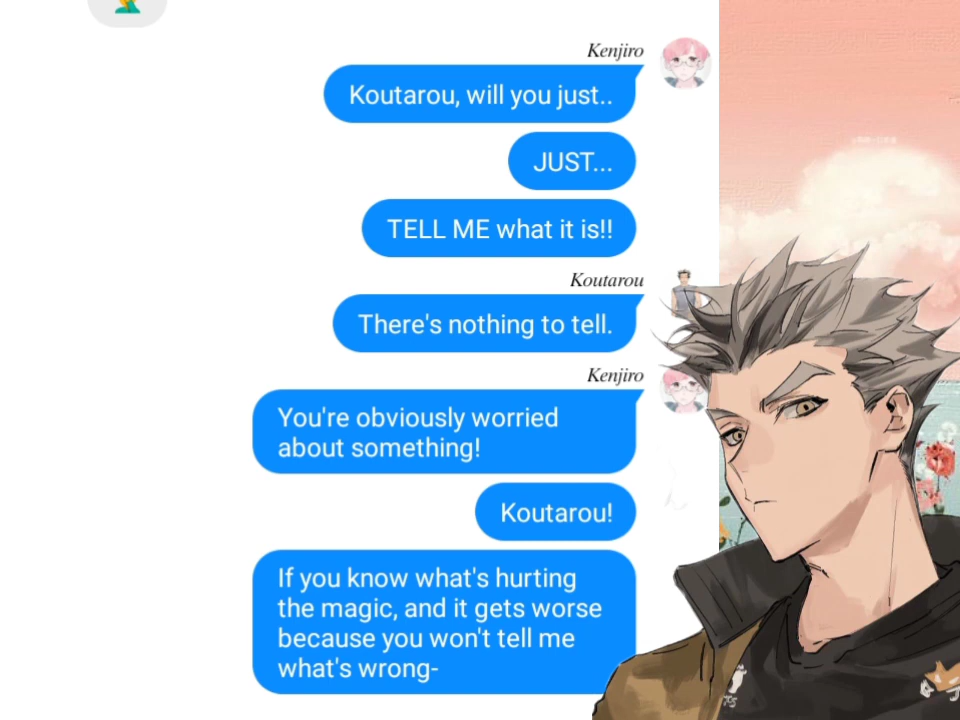 Kenjiro
Koutarou, will you just..
JUST...
TELL ME what it is!!
Koutarou
There's nothing to tell.
Kenjiro
You're obviously worried
about something!
Koutarou!
If you know what's hurting
the magic, and it gets worse
because you won't tell me
what's wrong-